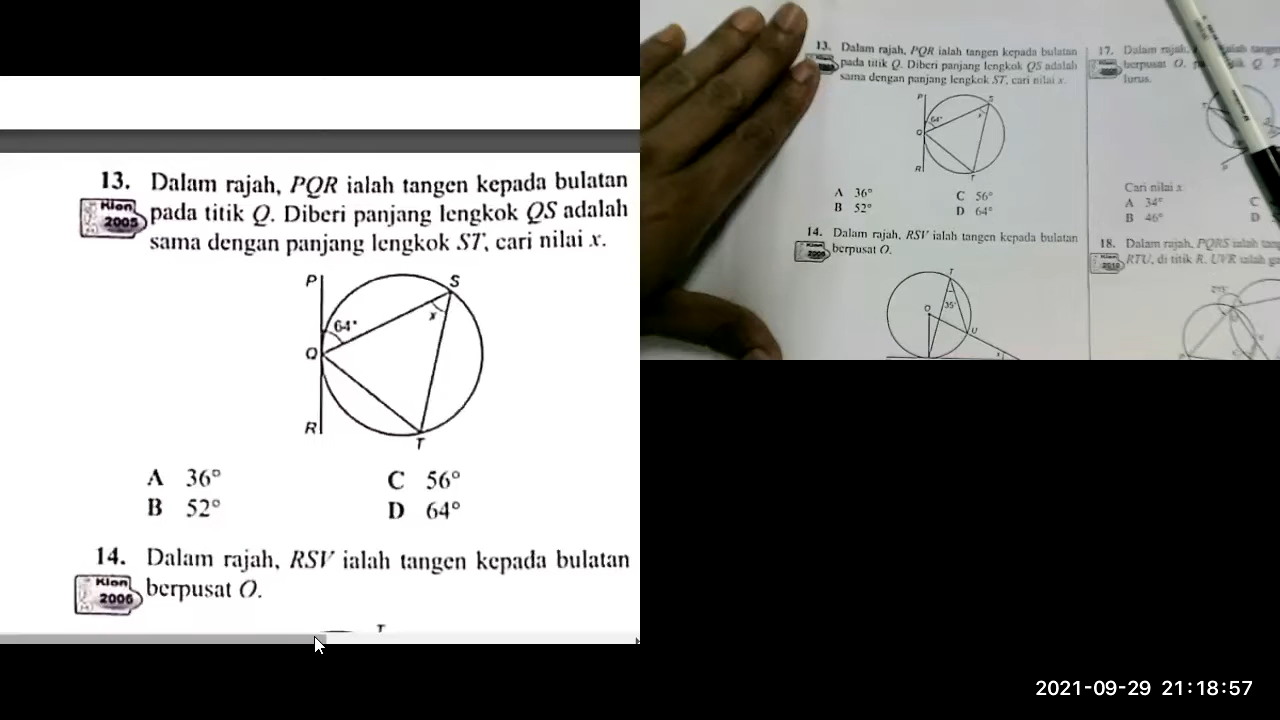 13. Dalam rajah, PQR ialah tangen kepada bulatan
Klon
2005
pada titik Q. Diberi panjang lengkok QS adalah
sama dengan panjang lengkok ST, cari nilai x.
P
S
64°
x
Q
R
T
A 36°
C 56°
B 52°
D 64°
14. Dalam rajah, RSV ialah tangen kepada bulatan
Klon
2006
berpusat O.
T
13. Dalam rajah, PQR ialah tangen kepada bulatan
pada titik Q. Diberi panjang lengkok QS adalah
sama dengan panjang lengkok ST, cari nilai x.
P
S
64°
x
Q
R
T
A 36°
C 56°
B 52°
D 64°
14. Dalam rajah, RSV ialah tangen kepada bulatan
berpusat O.
T
35°
O
U
x
17. Dalam rajah,
berpusat O.
lurus.
Cari nilai x
A 34°
C
B 46°
D
18. Dalam rajah, PQRS ialah
RTU, di titik R. UVR ialah
2021-09-29 21:18:57